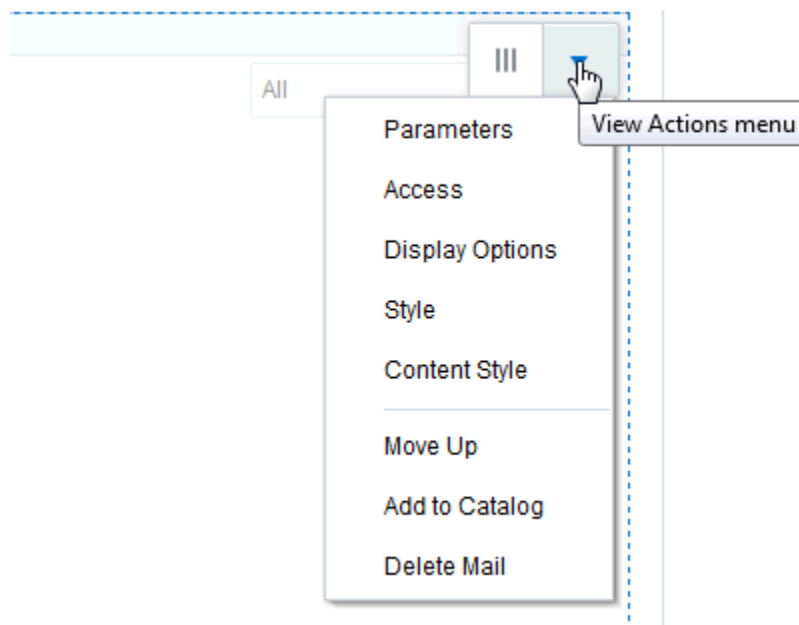 All
View Actions menu
Parameters
Access
Display Options
Style
Content Style
Move Up
Add to Catalog
Delete Mail